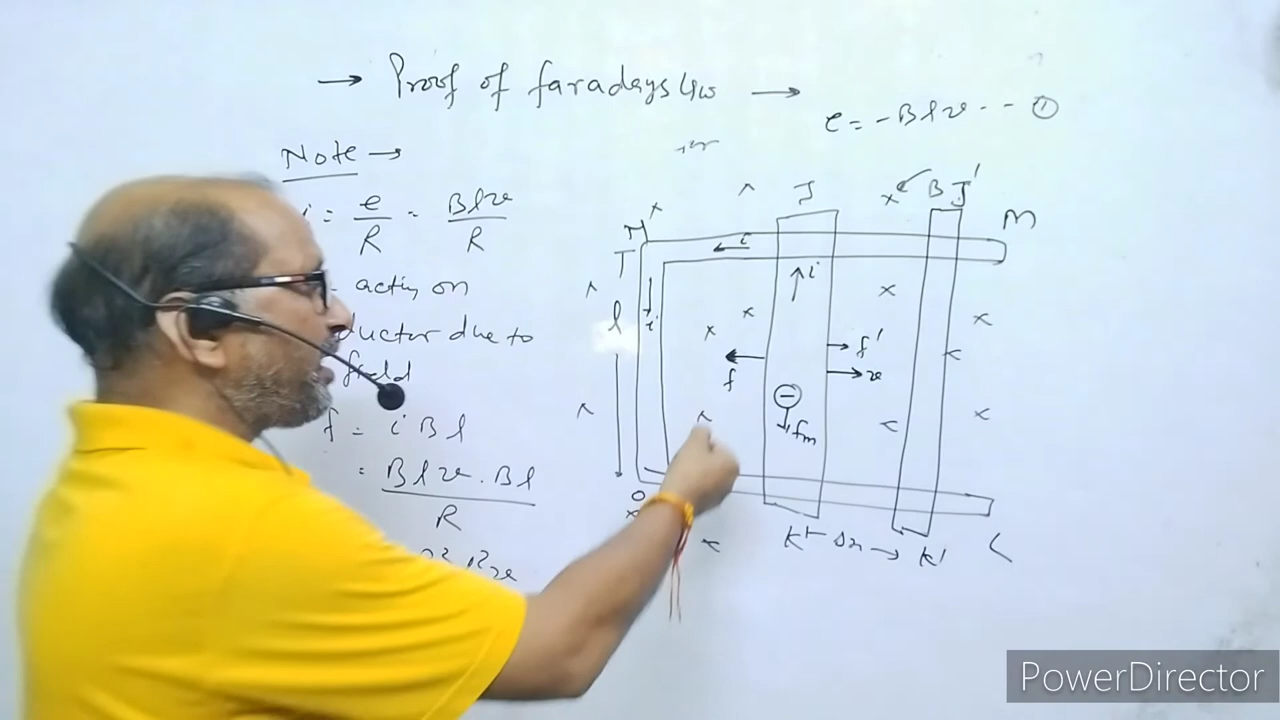 → Proof of faradays law →
e = -Blv -- ①
Note →
i = e/R = Blv/R
acting on
ductor due to
field
f = iBl
= Blv.Bl/R
J
B J'
M
i
T
l
i
i
f
f'
v
fm
O
K
Δx →
K'
L
PowerDirector